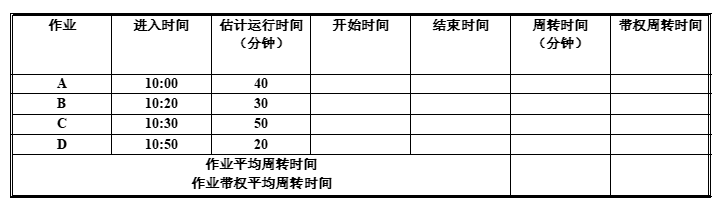 作业 进入时间 估计运行时间 开始时间 结束时间 周转时间 带权周转时间
（分钟） （分钟）
A 10:00 40
B 10:20 30
C 10:30 50
D 10:50 20
作业平均周转时间
作业带权平均周转时间